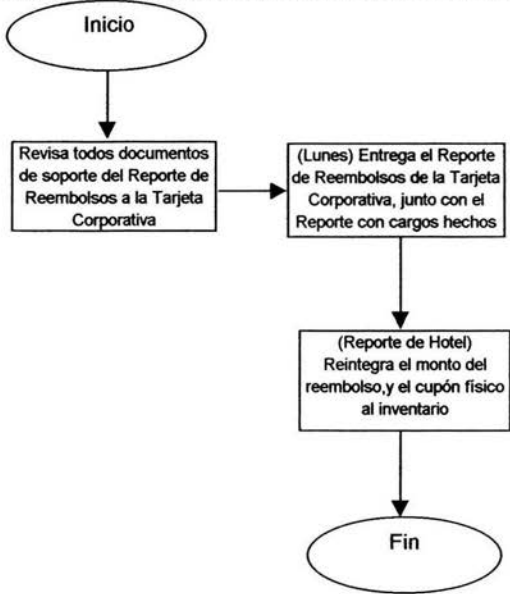 Inicio
Revisa todos documentos
de soporte del Reporte de
Reembolsos a la Tarjeta
Corporativa
(Lunes) Entrega el Reporte
de Reembolsos de la Tarjeta
Corporativa, junto con el
Reporte con cargos hechos
(Reporte de Hotel)
Reintegra el monto del
reembolso,y el cupón físico
al inventario
Fin